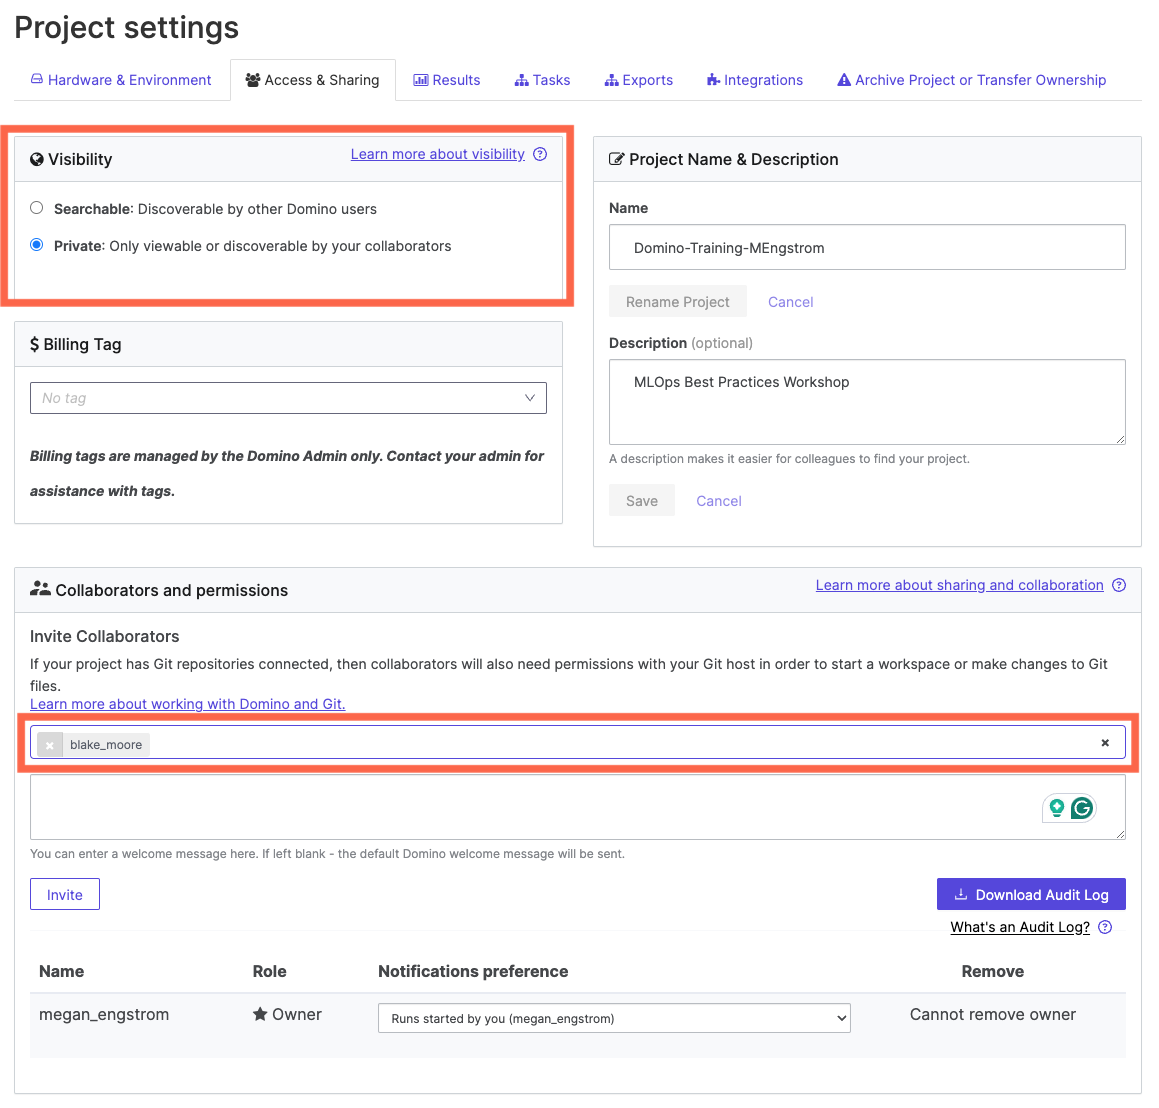 Project settings
Hardware & Environment
Access & Sharing
Results
Tasks
Exports
Integrations
Archive Project or Transfer Ownership
Visibility
Learn more about visibility
Searchable: Discoverable by other Domino users
Private: Only viewable or discoverable by your collaborators
Billing Tag
No tag
Billing tags are managed by the Domino Admin only. Contact your admin for
assistance with tags.
Project Name & Description
Name
Domino-Training-MEngstrom
Rename Project
Cancel
Description (optional)
MLOps Best Practices Workshop
A description makes it easier for colleagues to find your project.
Save
Cancel
Collaborators and permissions
Learn more about sharing and collaboration
Invite Collaborators
If your project has Git repositories connected, then collaborators will also need permissions with your Git host in order to start a workspace or make changes to Git
files.
Learn more about working with Domino and Git.
× blake_moore ×
You can enter a welcome message here. If left blank - the default Domino welcome message will be sent.
Invite
Download Audit Log
What's an Audit Log?
Name Role Notifications preference Remove
megan_engstrom Owner Runs started by you (megan_engstrom) Cannot remove owner